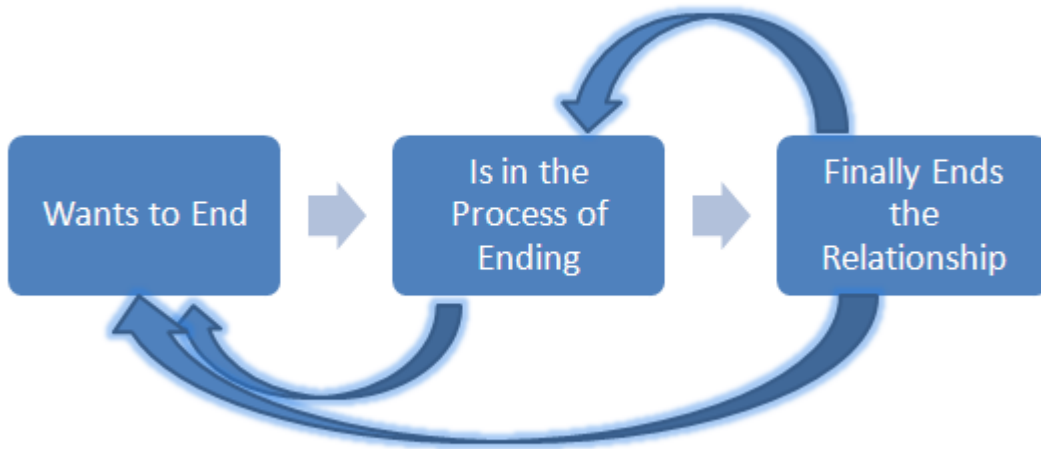 Wants to End
Is in the
Process of
Ending
Finally Ends
the
Relationship